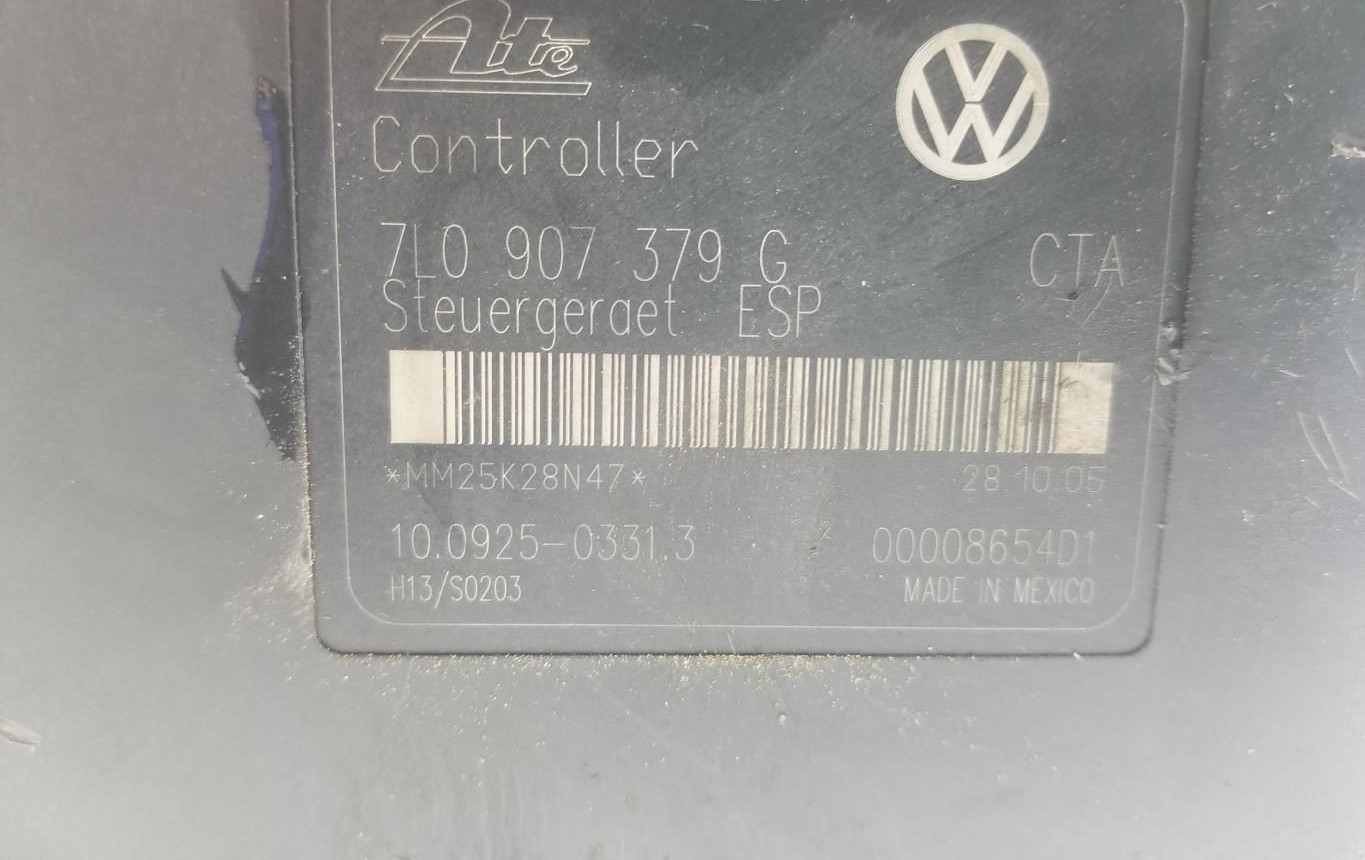 Ate
Controller
7L0 907 379 G CTA
Steuergeraet ESP
*MM25K28N47* 28.10.05
10.0925-0331.3 00008654D1
H13/S0203 MADE IN MEXICO